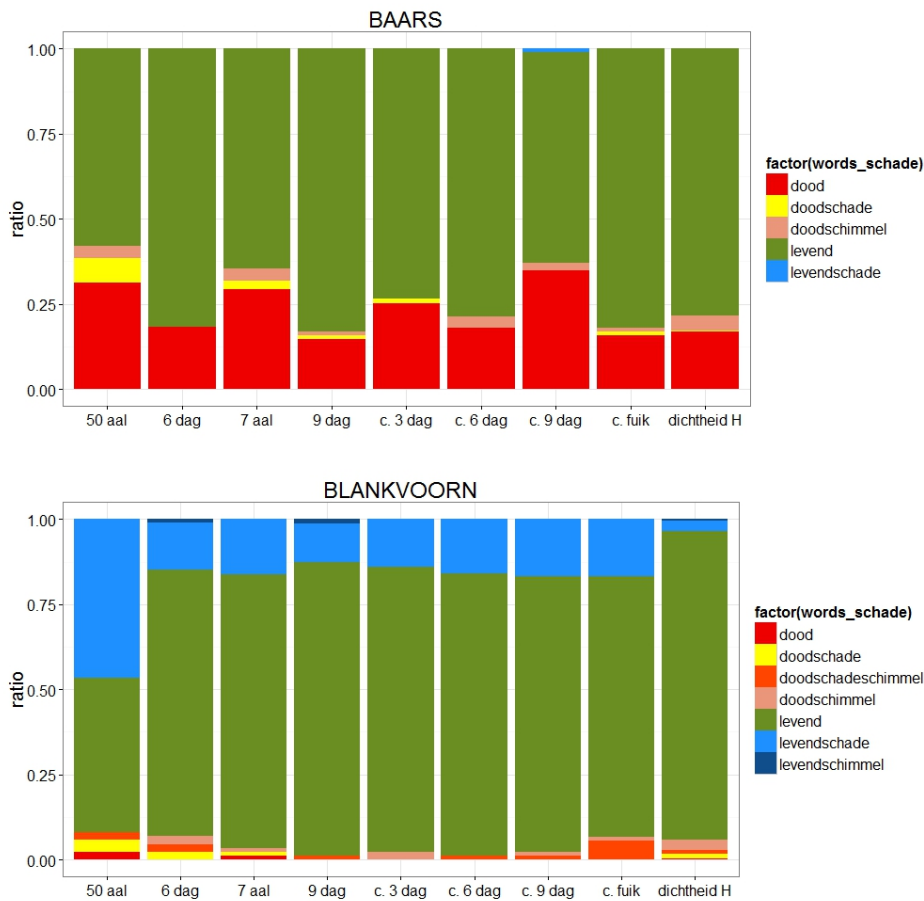 BAARS
1.00
0.75
0.50
0.25
0.00
ratio
50 aal 6 dag 7 aal 9 dag c. 3 dag c. 6 dag c. 9 dag c. fuik dichtheid H
factor(words_schade)
dood
doodschade
doodschimmel
levend
levendschade
BLANKVOORN
1.00
0.75
0.50
0.25
0.00
ratio
50 aal 6 dag 7 aal 9 dag c. 3 dag c. 6 dag c. 9 dag c. fuik dichtheid H
factor(words_schade)
dood
doodschade
doodschadeschimmel
doodschimmel
levend
levendschade
levendschimmel